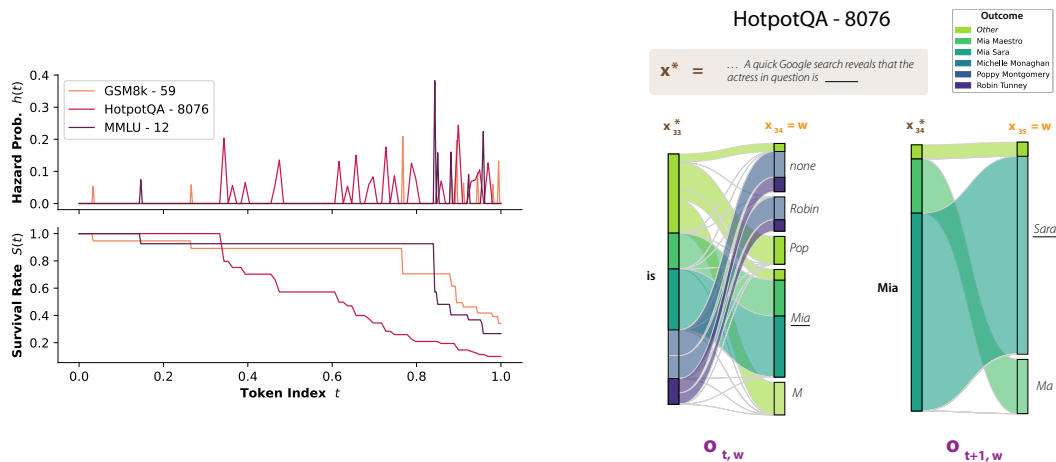 0.4
0.3
0.2
0.1
0.0
Hazard Prob. h(t)
GSM8k - 59
HotpotQA - 8076
MMLU - 12
1.0
0.8
0.6
0.4
0.2
Survival Rate S(t)
0.0 0.2 0.4 0.6 0.8 1.0
Token Index t
HotpotQA - 8076
x* = ... A quick Google search reveals that the
actress in question is ______
Outcome
Other
Mia Maestro
Mia Sara
Michelle Monaghan
Poppy Montgomery
Robin Tunney
x*33
x34 = w
is
none
Robin
Pop
Mia
M
o t, w
x*34
x35 = w
Mia
Sara
Ma
o t+1, w